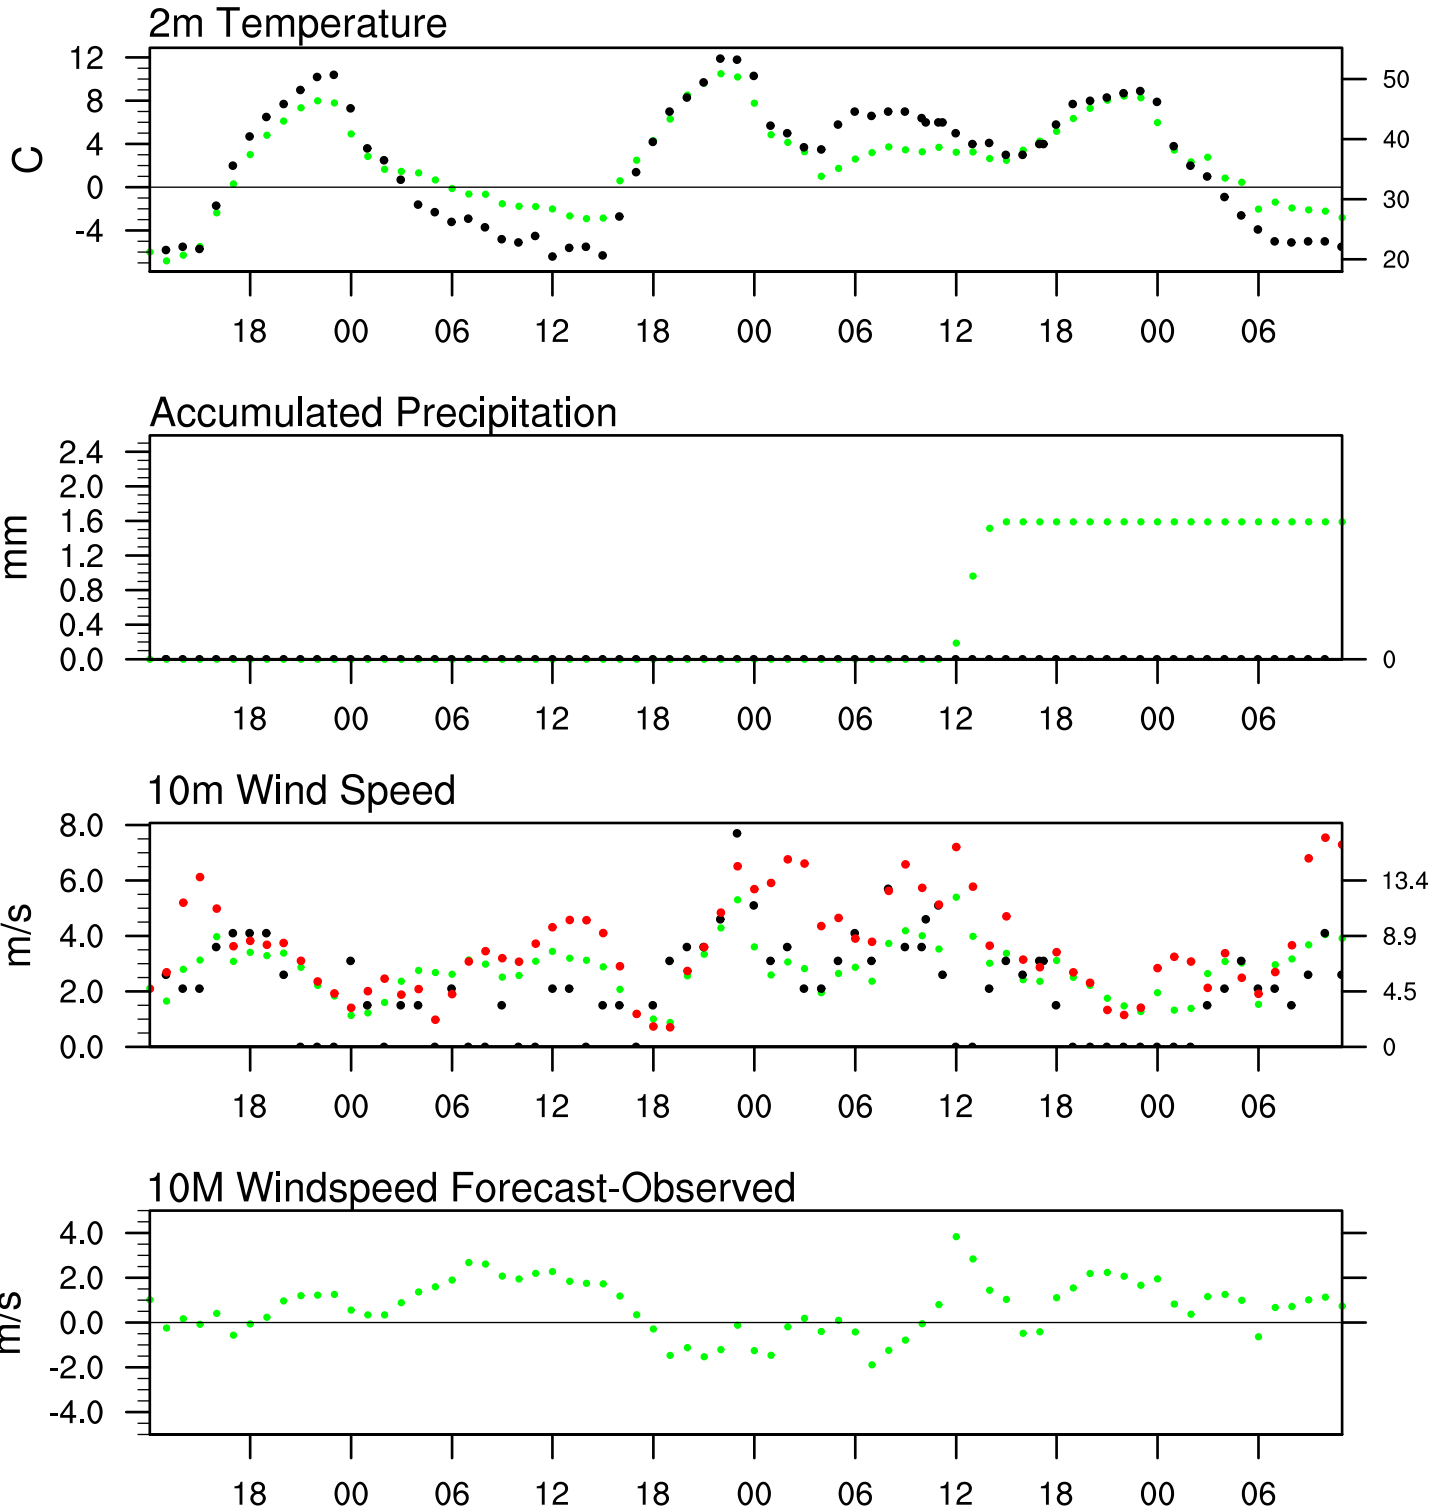 2m Temperature
12
8
4
0
-4
C
50
40
30
20
18 00 06 12 18 00 06 12 18 00 06
Accumulated Precipitation
2.4
2.0
1.6
1.2
0.8
0.4
0.0
mm
0
18 00 06 12 18 00 06 12 18 00 06
10m Wind Speed
8.0
6.0
4.0
2.0
0.0
m/s
13.4
8.9
4.5
0
18 00 06 12 18 00 06 12 18 00 06
10M Windspeed Forecast-Observed
4.0
2.0
0.0
-2.0
-4.0
m/s
18 00 06 12 18 00 06 12 18 00 06